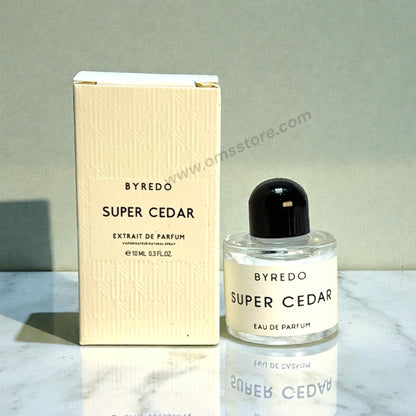 www.omsstore.com
BYREDO
SUPER CEDAR
EXTRAIT DE PARFUM
VAPORISATEUR NATURAL SPRAY
℮ 10 ML 0.3 FL.OZ.
BYREDO
SUPER CEDAR
EAU DE PARFUM